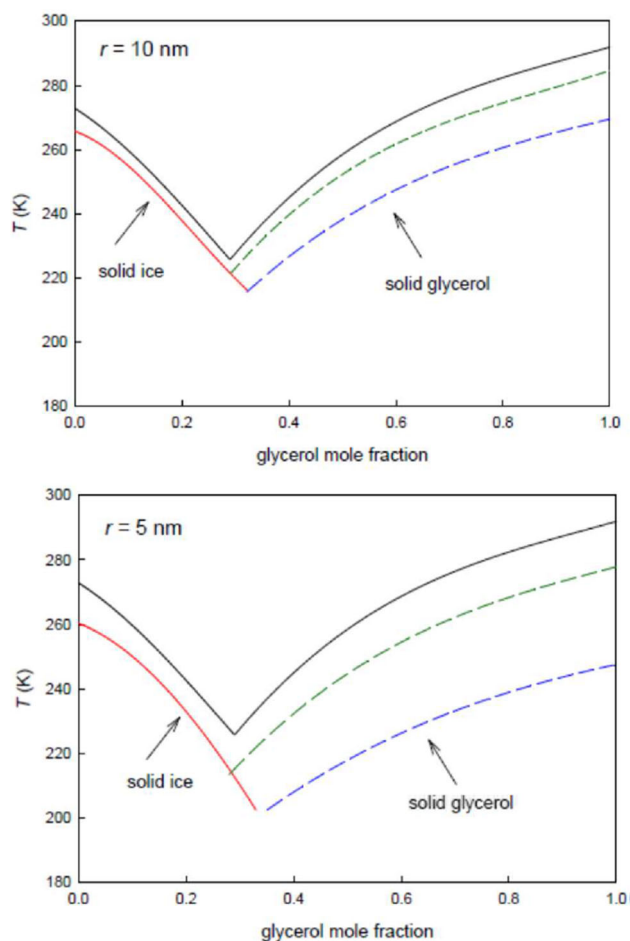 300
r = 10 nm
280
260
T (K)
240
solid ice
solid glycerol
220
200
180
0.0 0.2 0.4 0.6 0.8 1.0
glycerol mole fraction
300
r = 5 nm
280
260
T (K)
240
solid ice
solid glycerol
220
200
180
0.0 0.2 0.4 0.6 0.8 1.0
glycerol mole fraction